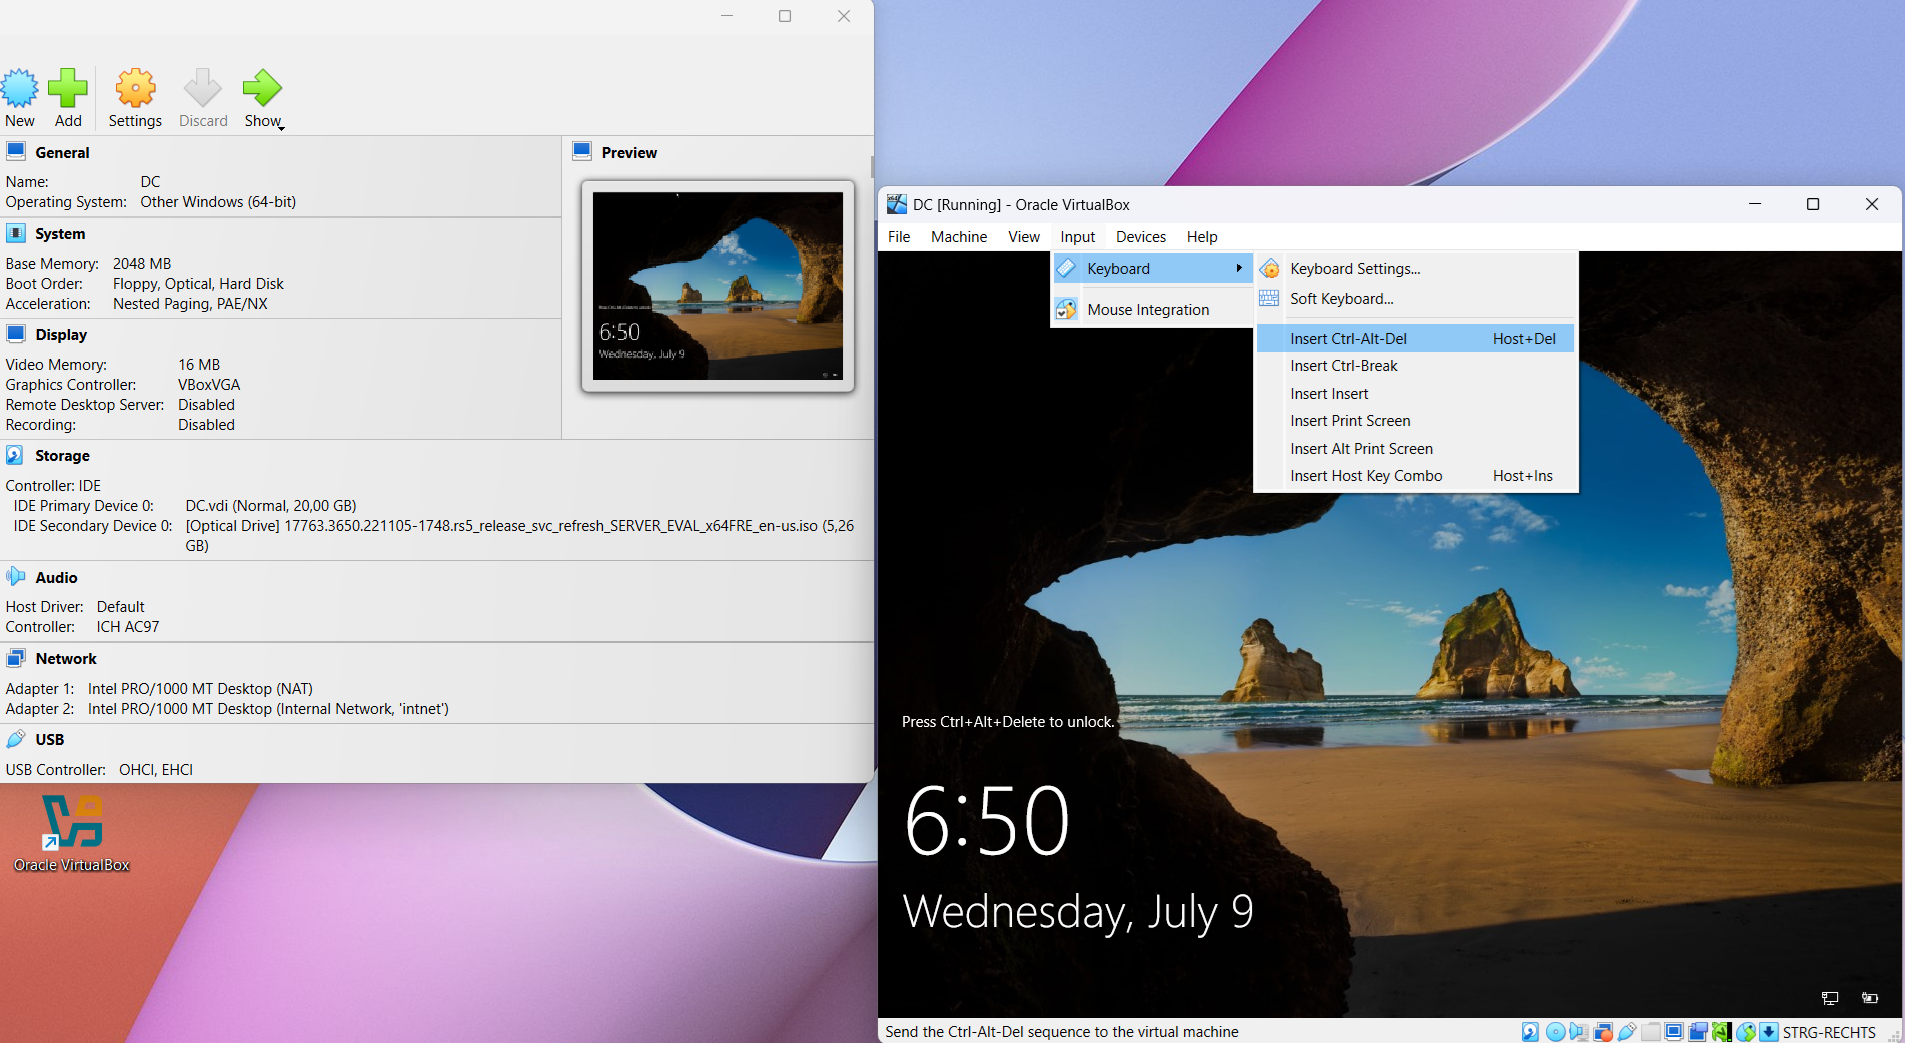 New Add Settings Discard Show
General
Name: DC
Operating System: Other Windows (64-bit)
System
Base Memory: 2048 MB
Boot Order: Floppy, Optical, Hard Disk
Acceleration: Nested Paging, PAE/NX
Display
Video Memory: 16 MB
Graphics Controller: VBoxVGA
Remote Desktop Server: Disabled
Recording: Disabled
Preview
6:50
Wednesday, July 9
Storage
Controller: IDE
IDE Primary Device 0: DC.vdi (Normal, 20,00 GB)
IDE Secondary Device 0: [Optical Drive] 17763.3650.221105-1748.rs5_release_svc_refresh_SERVER_EVAL_x64FRE_en-us.iso (5,26
GB)
Audio
Host Driver: Default
Controller: ICH AC97
Network
Adapter 1: Intel PRO/1000 MT Desktop (NAT)
Adapter 2: Intel PRO/1000 MT Desktop (Internal Network, 'intnet')
USB
USB Controller: OHCI, EHCI
Oracle VirtualBox
DC [Running] - Oracle VirtualBox
File Machine View Input Devices Help
Keyboard
Mouse Integration
Keyboard Settings...
Soft Keyboard...
Insert Ctrl-Alt-Del Host+Del
Insert Ctrl-Break
Insert Insert
Insert Print Screen
Insert Alt Print Screen
Insert Host Key Combo Host+Ins
Press Ctrl+Alt+Delete to unlock.
6:50
Wednesday, July 9
Send the Ctrl-Alt-Del sequence to the virtual machine
STRG-RECHTS